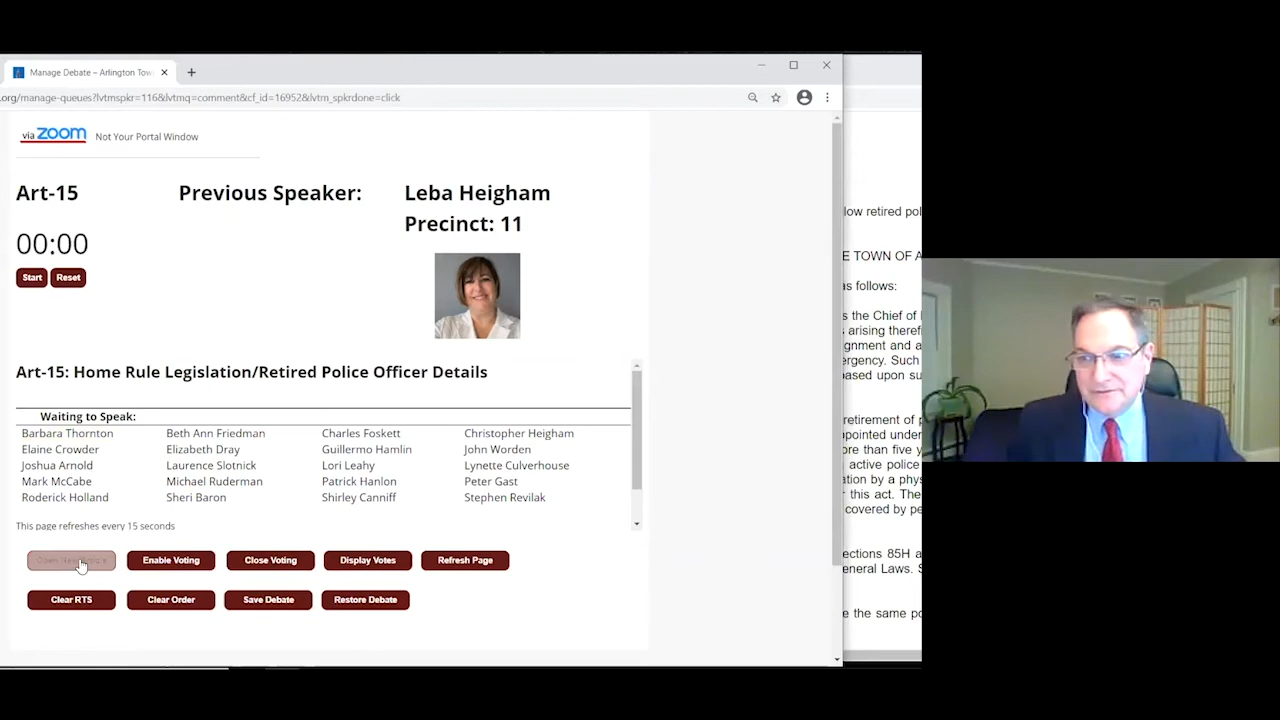 Manage Debate – Arlington Tow
.org/manage-queues?lvtmspkr=116&lvtmq=comment&cf_id=16952&lvtm_spkrdone=click
via zoom Not Your Portal Window
Art-15 Previous Speaker: Leba Heigham
Precinct: 11
00:00
Start Reset
Art-15: Home Rule Legislation/Retired Police Officer Details
Waiting to Speak:
Barbara Thornton Beth Ann Friedman Charles Foskett Christopher Heigham
Elaine Crowder Elizabeth Dray Guillermo Hamlin John Worden
Joshua Arnold Laurence Slotnick Lori Leahy Lynette Culverhouse
Mark McCabe Michael Ruderman Patrick Hanlon Peter Gast
Roderick Holland Sheri Baron Shirley Canniff Stephen Revilak
This page refreshes every 15 seconds
Enable Voting Close Voting Display Votes Refresh Page
Clear RTS Clear Order Save Debate Restore Debate
low retired pol
E TOWN OF A
as follows:
s the Chief of
arising theref
gnment and a
ergency. Such
based upon su
retirement of p
pointed under
ore than five y
active police
ation by a phys
r this act. The
covered by pe
ections 85H a
eneral Laws. S
e the same po